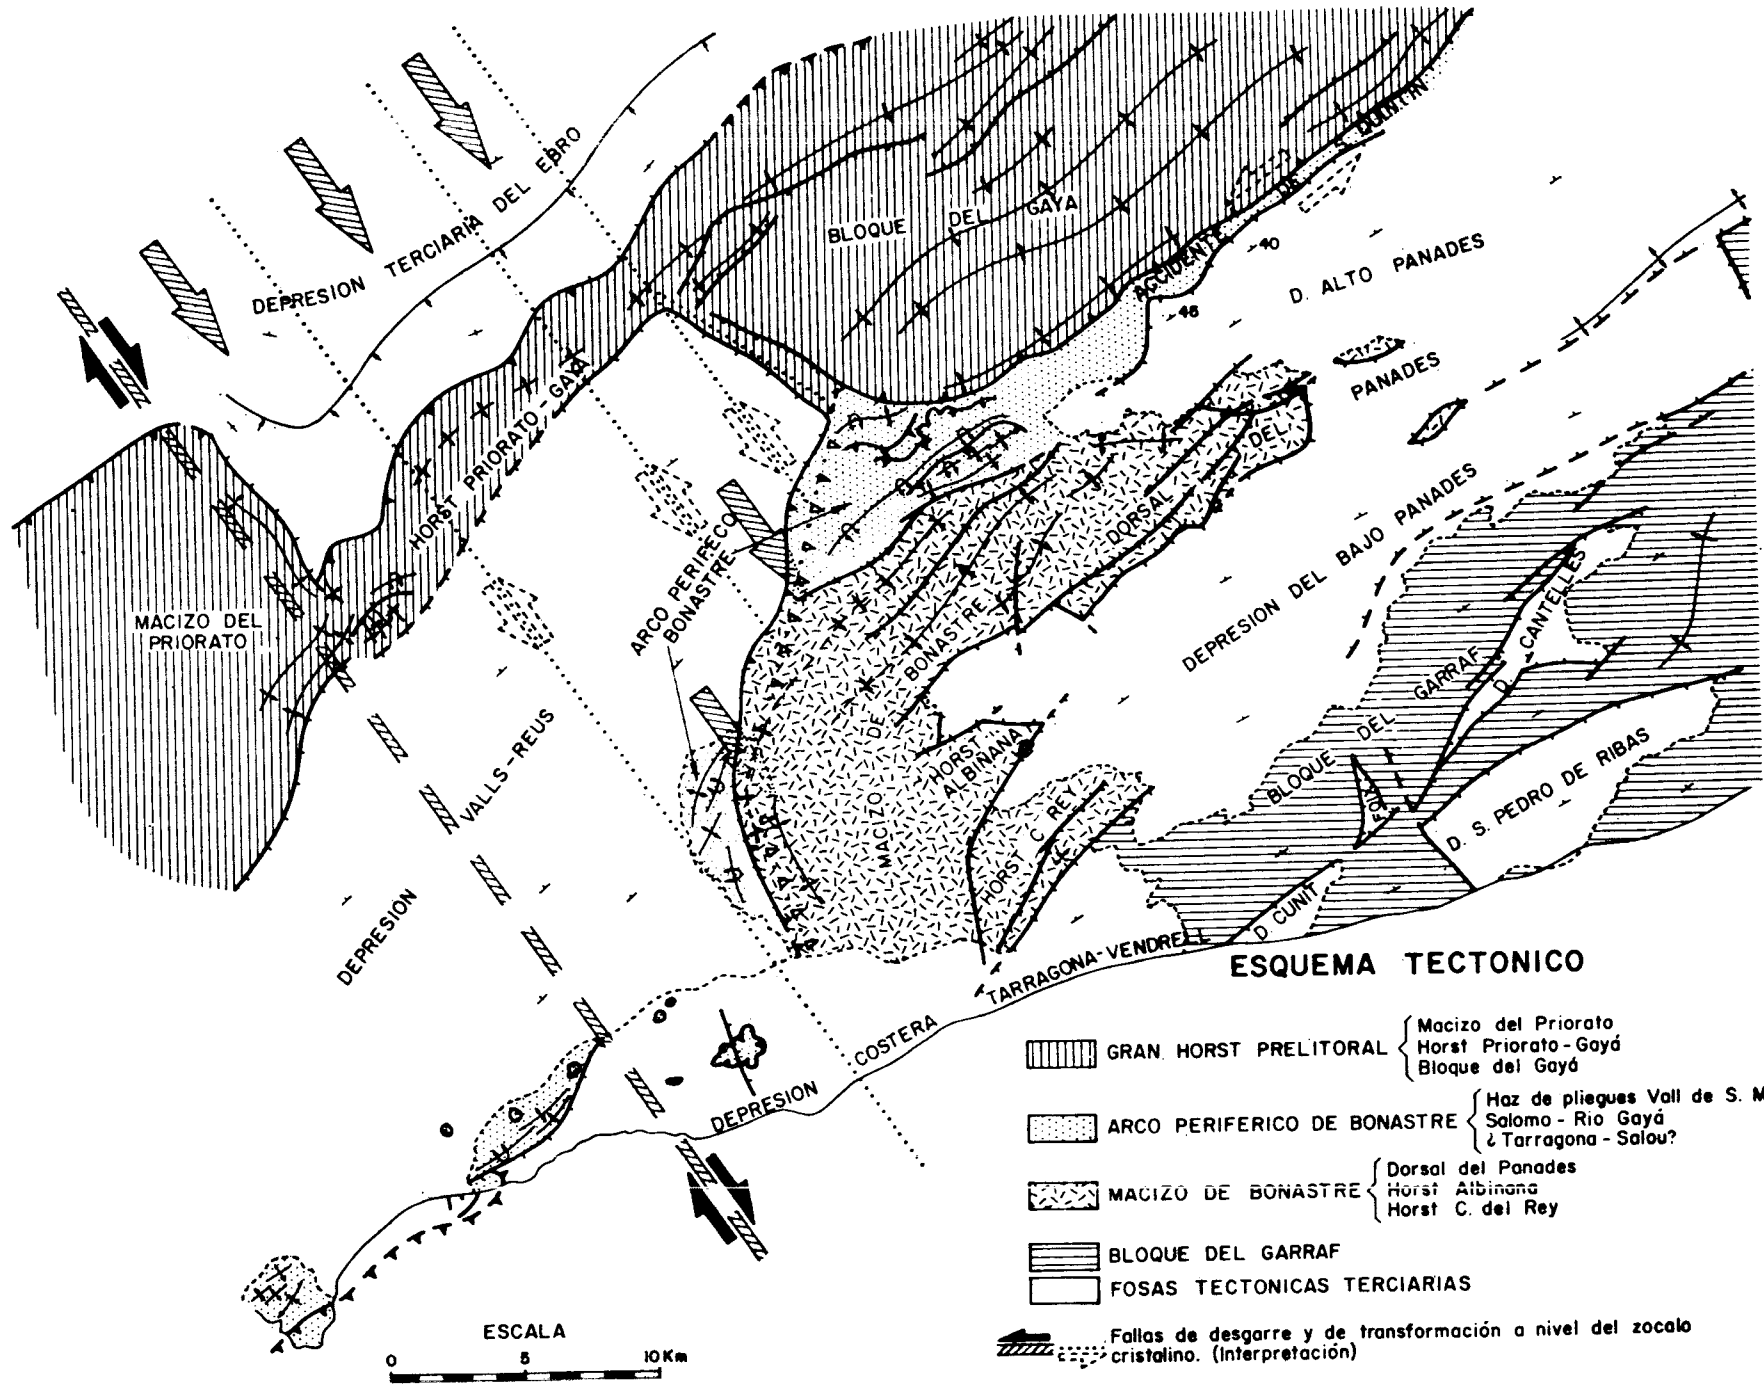 DEPRESION TERCIARIA DEL EBRO
BLOQUE DEL GAYA
ACCIDENTE DE S. QUINTIN
40
48
D. ALTO PANADES
PANADES
HORST PRIORATO-GAYA
MACIZO DEL
PRIORATO
ARCO PERIFECO
BONASTRE
DORSAL DEL
DEPRESION DEL BAJO PANADES
MACIZO DE BONASTRE
HORST
ALBIÑANA
HORST C. REY
BLOQUE DEL GARRAF
D. CANTELLES
FOIX
D. S. PEDRO DE RIBAS
D. CUNIT
DEPRESION VALLS-REUS
DEPRESION COSTERA TARRAGONA-VENDRELL
ESQUEMA TECTONICO
GRAN HORST PRELITORAL
Macizo del Priorato
Horst Priorato-Gayá
Bloque del Gayá
ARCO PERIFERICO DE BONASTRE
Haz de pliegues Vall de S. M
Salomo - Rio Gayá
¿Tarragona - Salou?
MACIZO DE BONASTRE
Dorsal del Panades
Horst Albinana
Horst C. del Rey
BLOQUE DEL GARRAF
FOSAS TECTONICAS TERCIARIAS
Fallas de desgarre y de transformación a nivel del zocalo
cristalino. (Interpretación)
ESCALA
0 5 10 Km